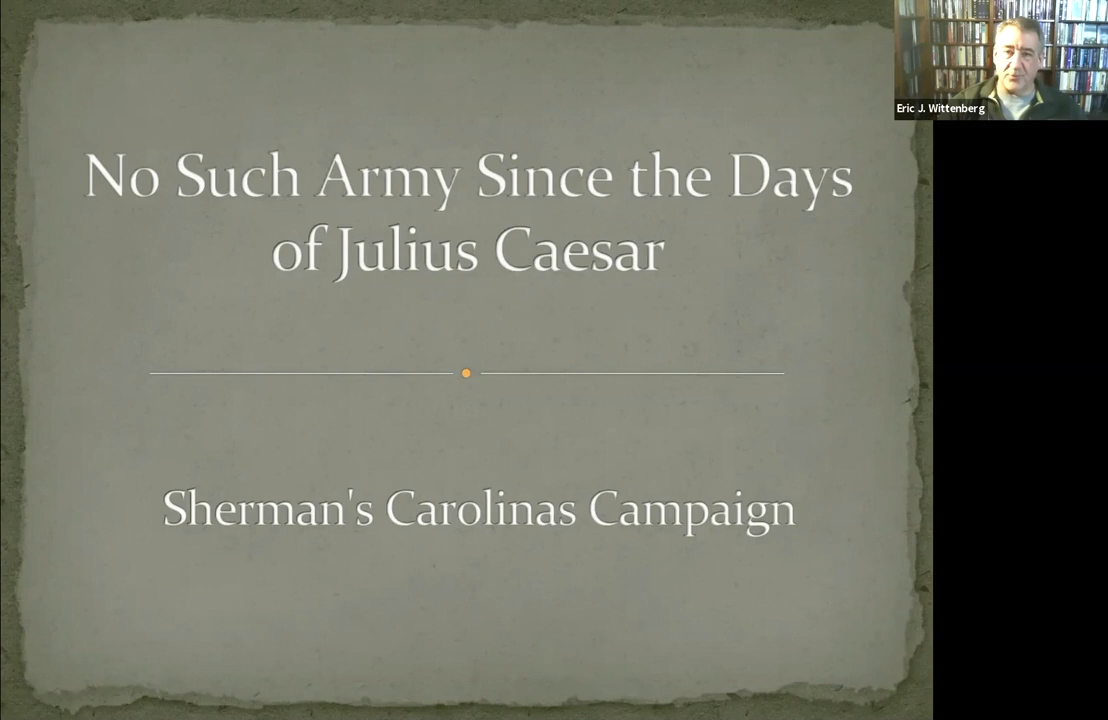 No Such Army Since the Days
of Julius Caesar
Sherman's Carolinas Campaign
Eric J. Wittenberg